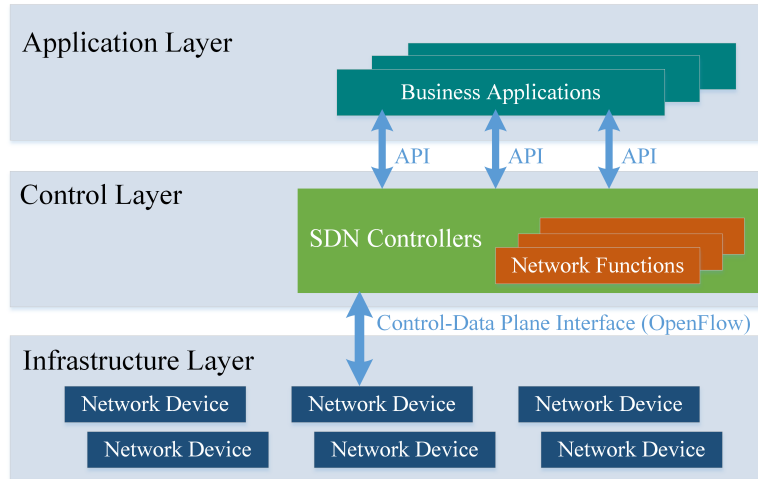 Application Layer
Business Applications
API API API
Control Layer
SDN Controllers
Network Functions
Control-Data Plane Interface (OpenFlow)
Infrastructure Layer
Network Device Network Device Network Device
Network Device Network Device Network Device